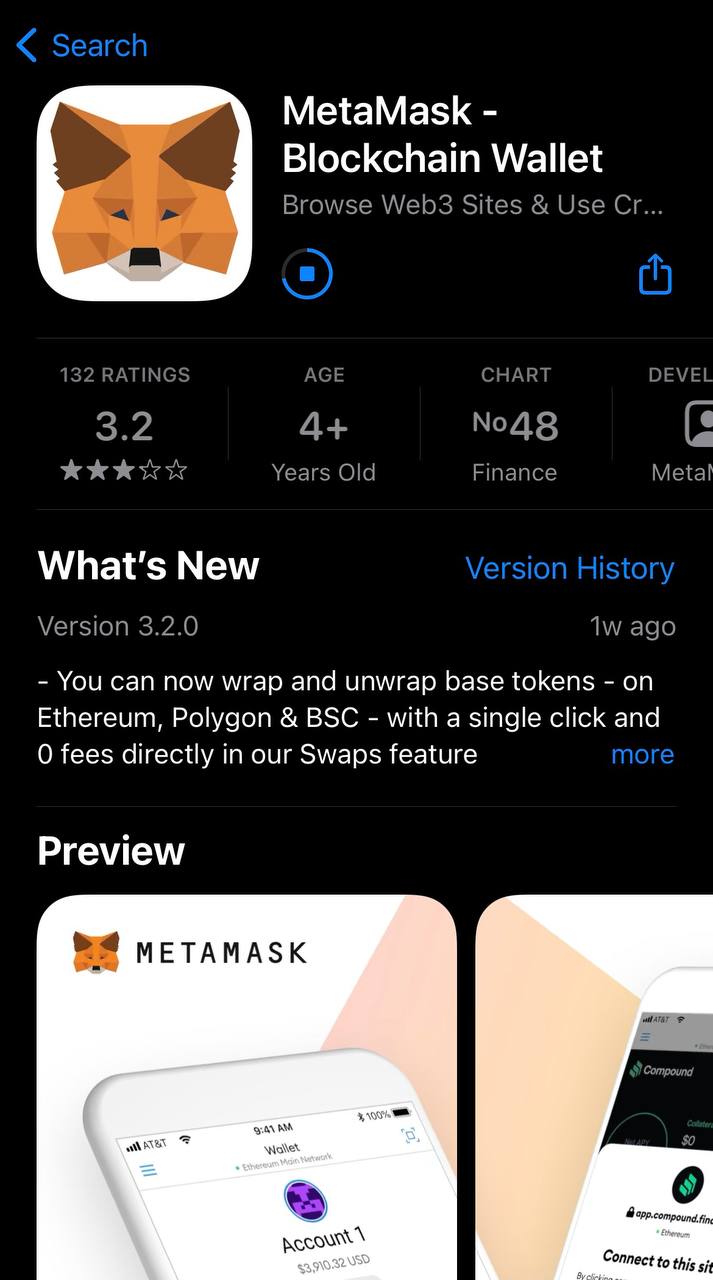 Search
MetaMask -
Blockchain Wallet
Browse Web3 Sites & Use Cr...
132 RATINGS
3.2
AGE
4+
Years Old
CHART
No48
Finance
DEVEL
MetaM
What's New
Version History
Version 3.2.0
1w ago
- You can now wrap and unwrap base tokens - on
Ethereum, Polygon & BSC - with a single click and
0 fees directly in our Swaps feature
more
Preview
METAMASK
AT&T
9:41 AM
100%
Wallet
Ethereum Main Network
Account 1
$3,910.32 USD
AT&T
Compound
Net APY
Collatera
$0
app.compound.fina
Ethereum
Connect to this sit
By clicking